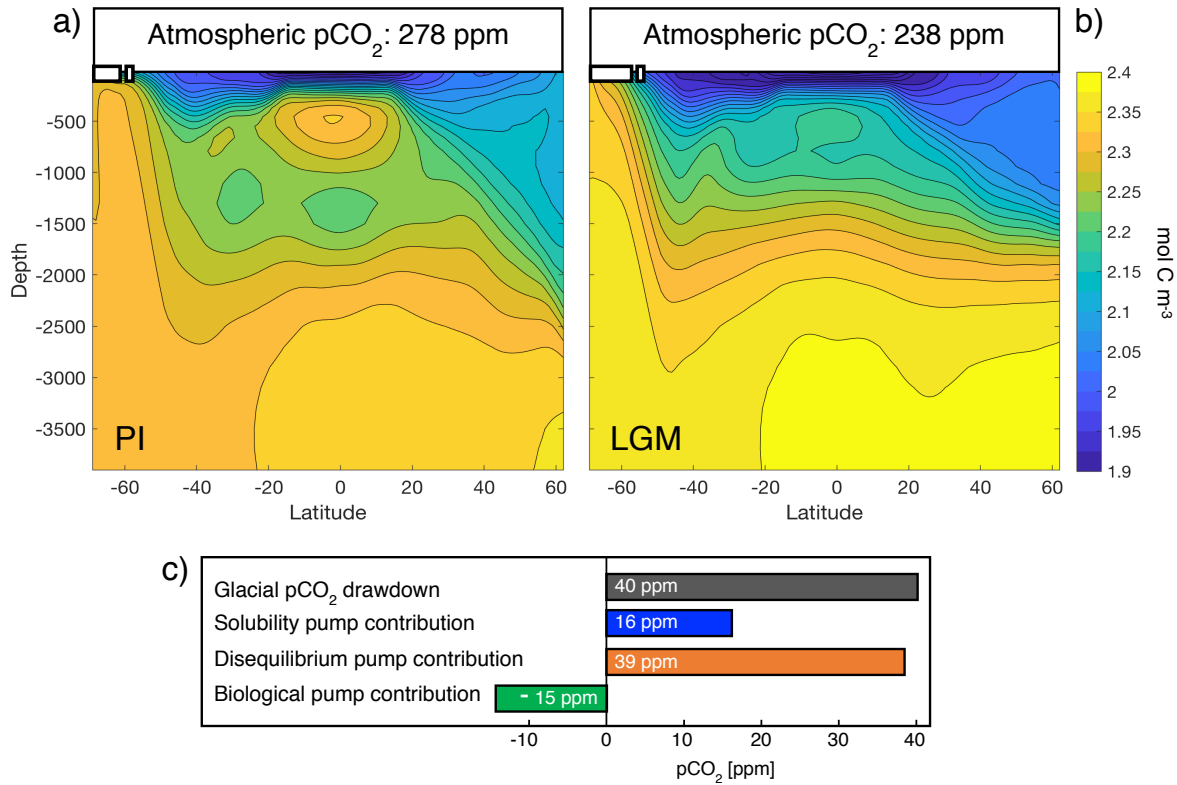 a)
Atmospheric pCO2: 278 ppm
Atmospheric pCO2: 238 ppm
b)
-500
-1000
-1500
-2000
-2500
-3000
-3500
Depth
PI
LGM
2.4
2.35
2.3
2.25
2.2
2.15
2.1
2.05
2
1.95
1.9
mol C m-3
-60 -40 -20 0 20 40 60
-60 -40 -20 0 20 40 60
Latitude
Latitude
c)
Glacial pCO2 drawdown
40 ppm
Solubility pump contribution
16 ppm
Disequilibrium pump contribution
39 ppm
Biological pump contribution
- 15 ppm
-10 0 10 20 30 40
pCO2 [ppm]